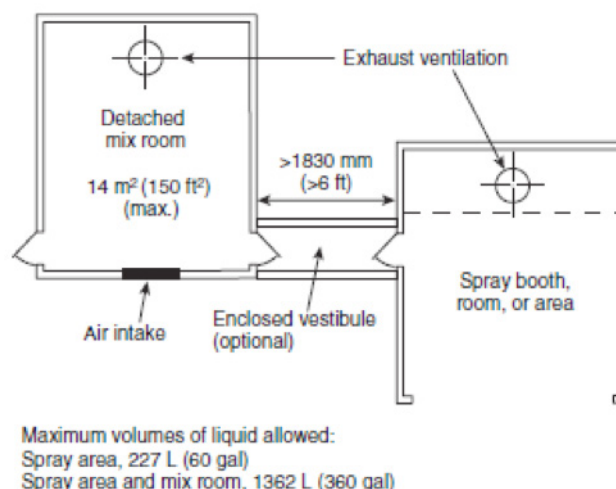 Exhaust ventilation
Detached
mix room
14 m² (150 ft²)
(max.)
>1830 mm
(>6 ft)
Spray booth,
room, or area
Air intake
Enclosed vestibule
(optional)
Maximum volumes of liquid allowed:
Spray area, 227 L (60 gal)
Spray area and mix room, 1362 L (360 gal)